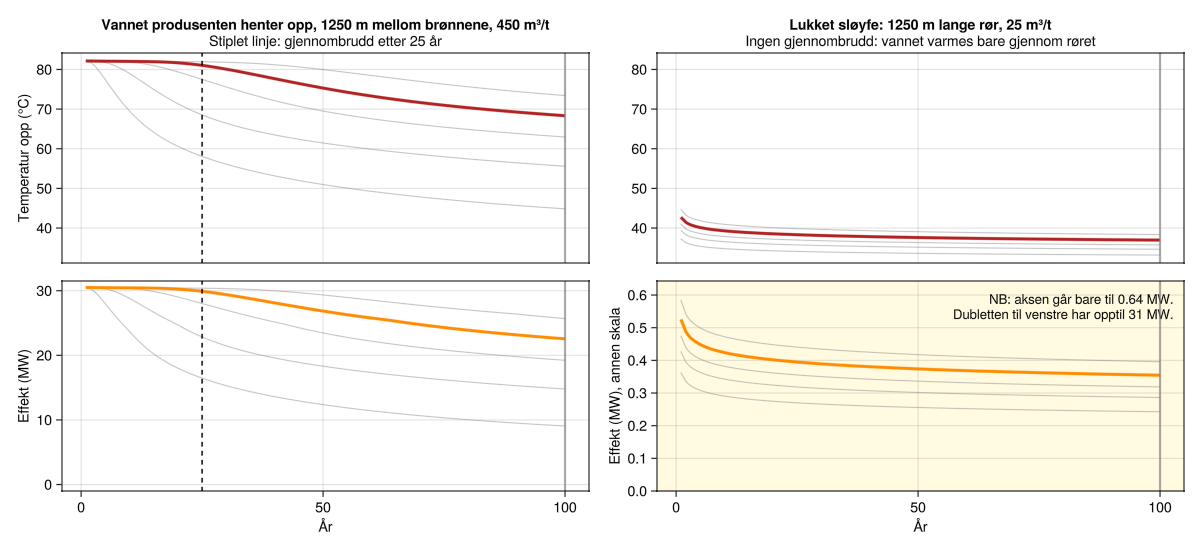 Vannet produsenten henter opp, 1250 m mellom brønnene, 450 m³/t
Stiplet linje: gjennombrudd etter 25 år
80
70
60
50
40
Temperatur opp (°C)
30
20
10
0
Effekt (MW)
0
50
100
År
Lukket sløyfe: 1250 m lange rør, 25 m³/t
Ingen gjennombrudd: vannet varmes bare gjennom røret
80
70
60
50
40
NB: aksen går bare til 0.64 MW.
Dubletten til venstre har opptil 31 MW.
0.6
0.5
0.4
0.3
0.2
0.1
0.0
Effekt (MW), annen skala
0
50
100
År